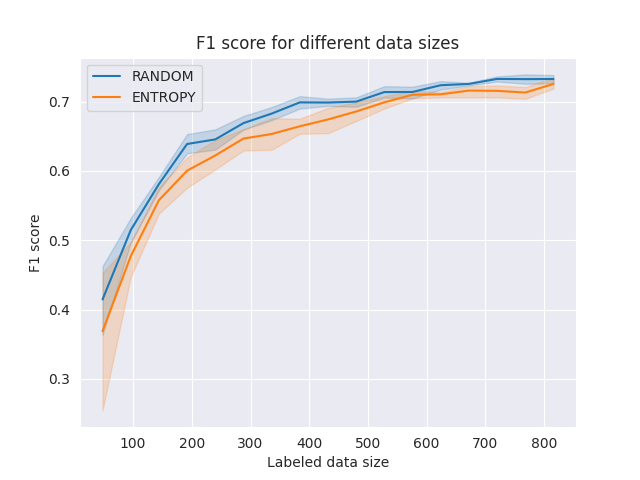 F1 score for different data sizes
RANDOM
ENTROPY
0.7
0.6
0.5
0.4
0.3
F1 score
100 200 300 400 500 600 700 800
Labeled data size